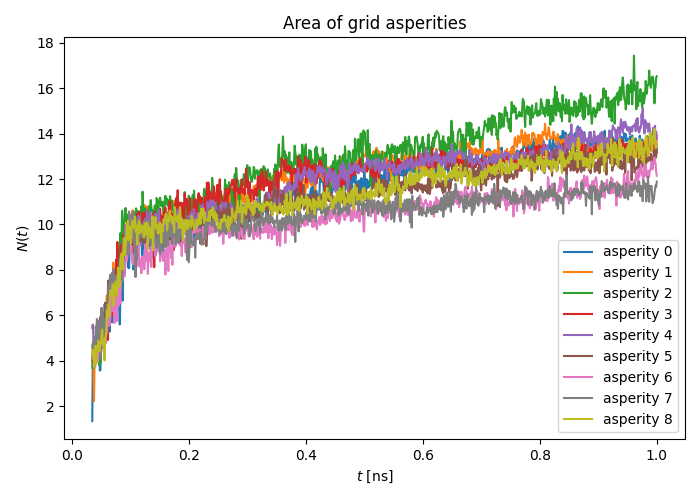 Area of grid asperities
18
16
14
12
10
8
6
4
2
N(t)
0.0 0.2 0.4 0.6 0.8 1.0
t [ns]
asperity 0
asperity 1
asperity 2
asperity 3
asperity 4
asperity 5
asperity 6
asperity 7
asperity 8